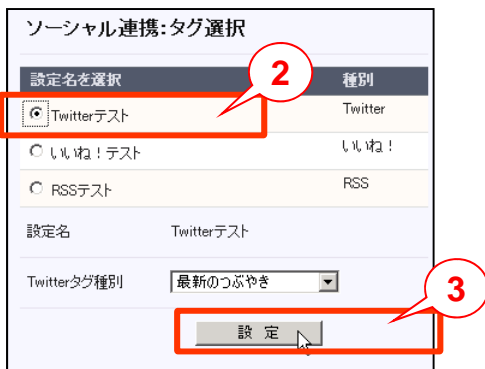 ソーシャル連携:タグ選択
設定名を選択 種別
2
Twitterテスト Twitter
いいね！テスト いいね！
RSSテスト RSS
設定名 Twitterテスト
Twitterタグ種別 最新のつぶやき
3
設 定